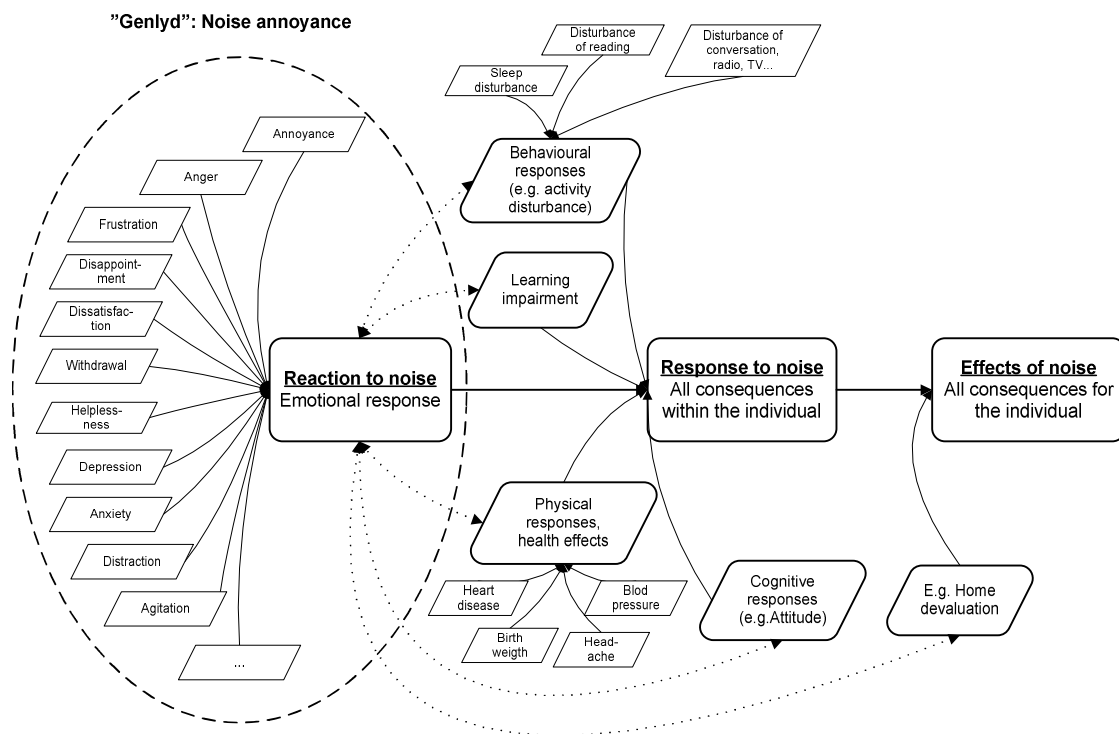 ”Genlyd”: Noise annoyance
Disturbance
of reading
Disturbance of
conversation,
radio, TV...
Sleep
disturbance
Annoyance
Anger
Frustration
Disappoint-
ment
Dissatisfac-
tion
Withdrawal
Helpless-
ness
Depression
Anxiety
Distraction
Agitation
...
Behavioural
responses
(e.g. activity
disturbance)
Learning
impairment
Reaction to noise
Emotional response
Response to noise
All consequences
within the individual
Effects of noise
All consequences for
the individual
Physical
responses,
health effects
Heart
disease
Blod
pressure
Birth
weigth
Head-
ache
Cognitive
responses
(e.g.Attitude)
E.g. Home
devaluation